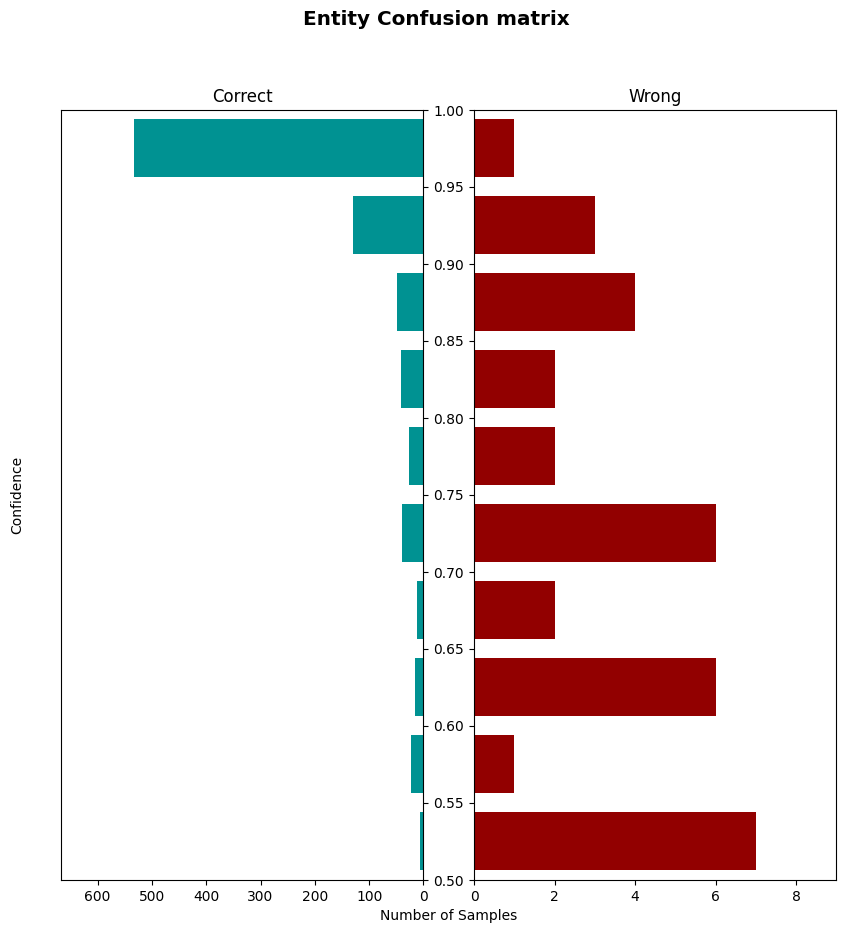 Entity Confusion matrix
Correct
Wrong
1.00
0.95
0.90
0.85
0.80
0.75
0.70
0.65
0.60
0.55
0.50
Confidence
600 500 400 300 200 100 0
0 2 4 6 8
Number of Samples